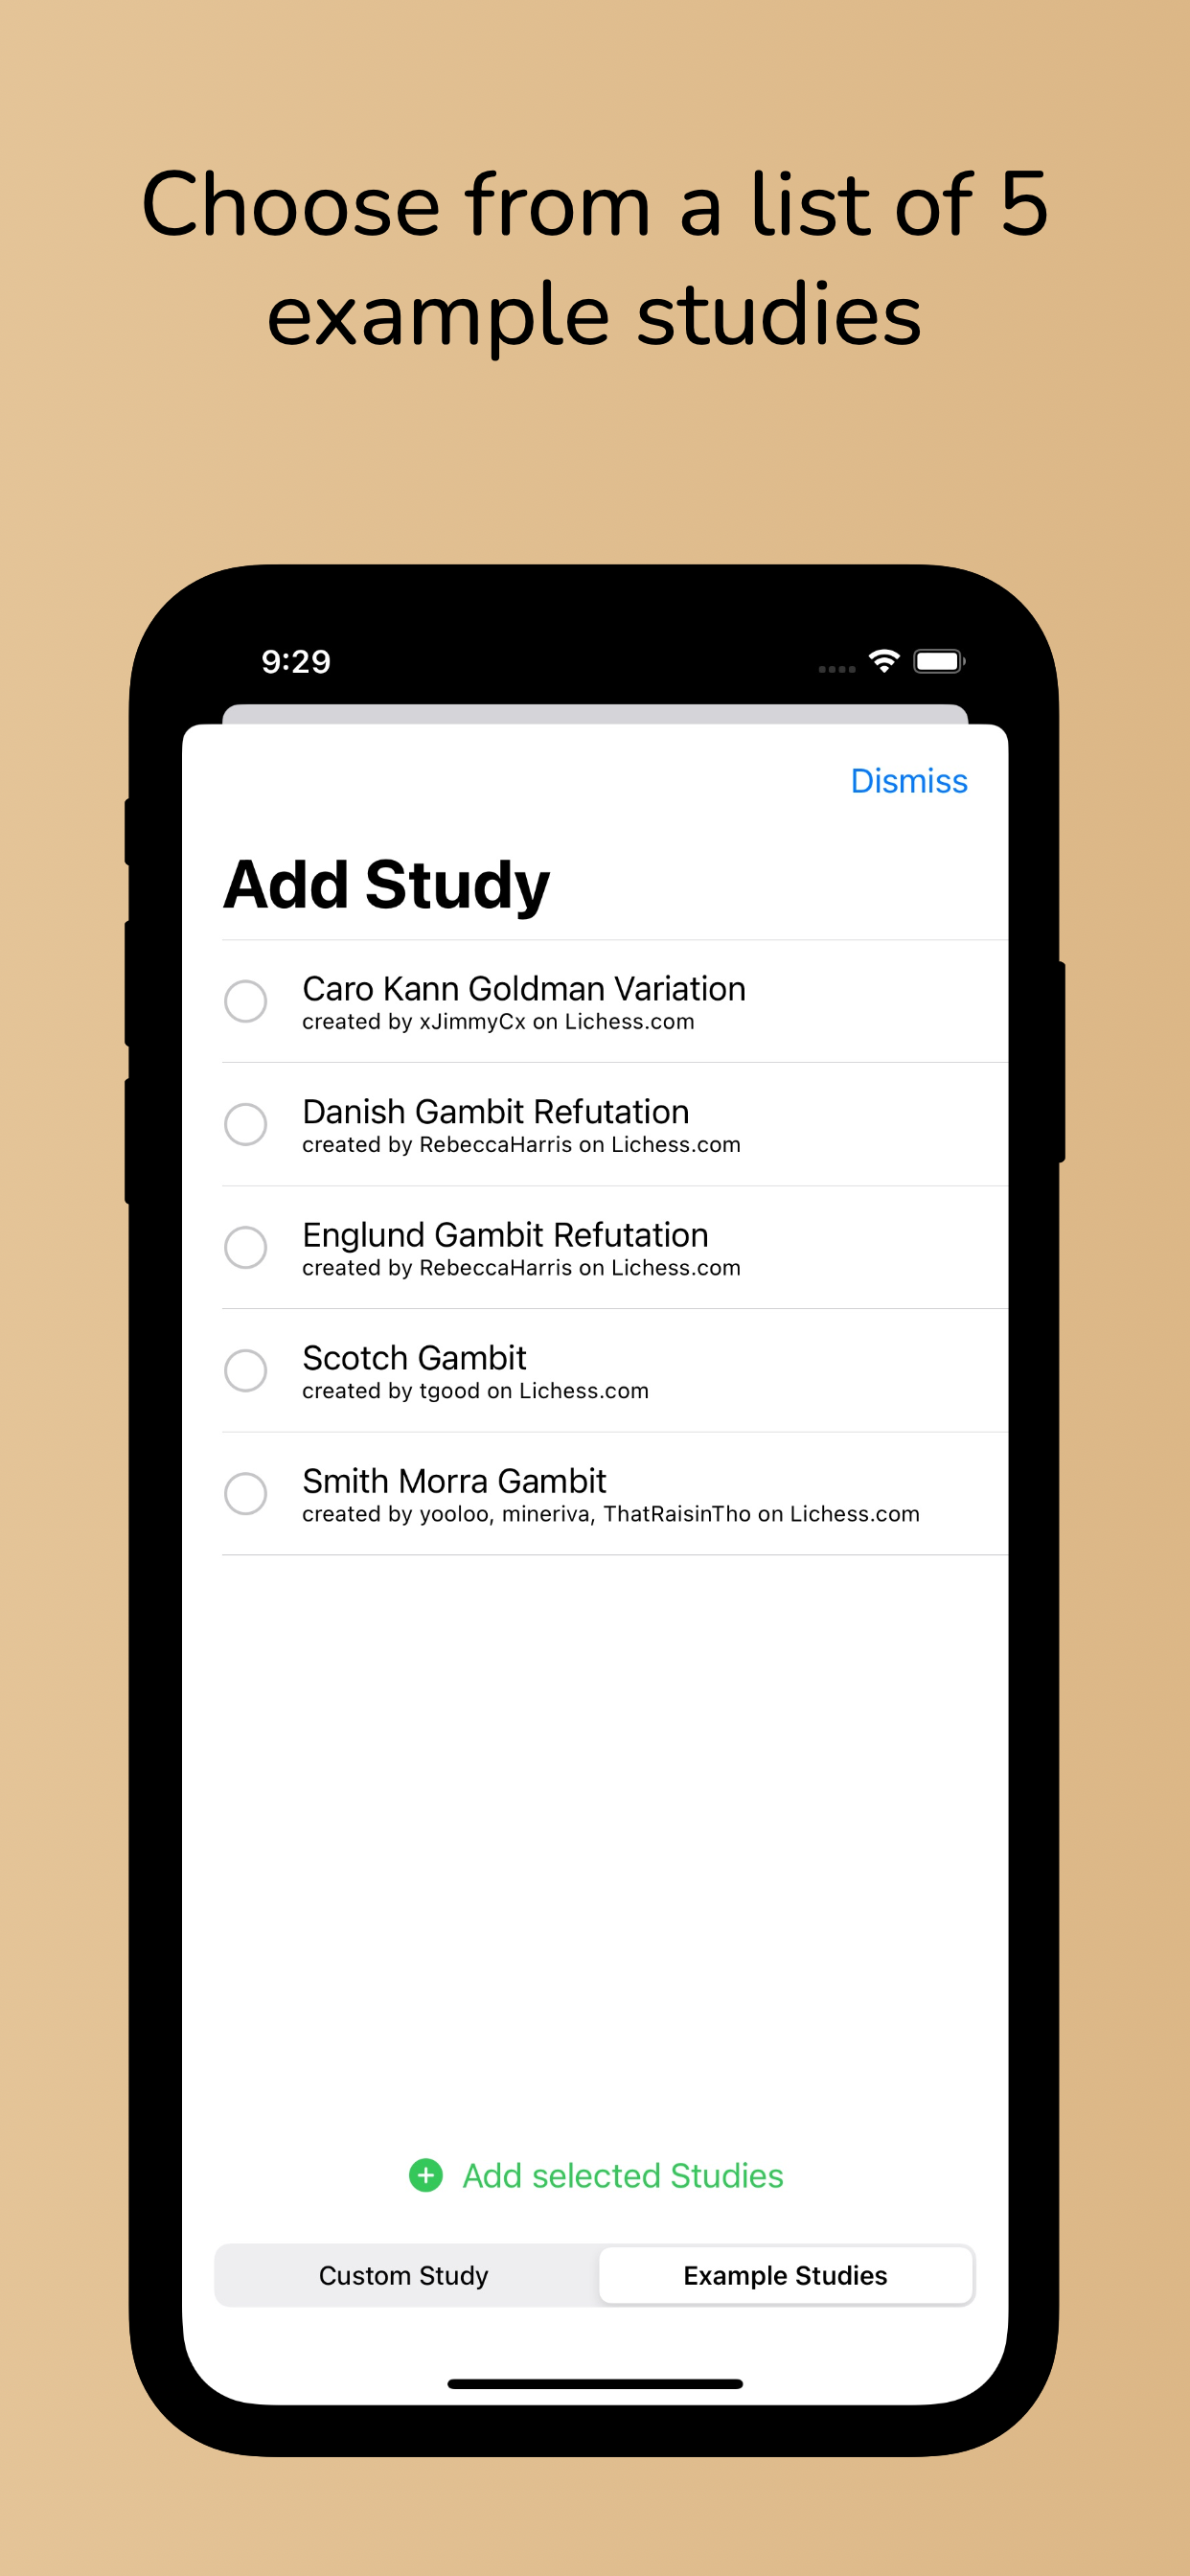 Choose from a list of 5
example studies
9:29
Dismiss
Add Study
Caro Kann Goldman Variation
created by xJimmyCx on Lichess.com
Danish Gambit Refutation
created by RebeccaHarris on Lichess.com
Englund Gambit Refutation
created by RebeccaHarris on Lichess.com
Scotch Gambit
created by tgood on Lichess.com
Smith Morra Gambit
created by yooloo, mineriva, ThatRaisinTho on Lichess.com
Add selected Studies
Custom Study
Example Studies